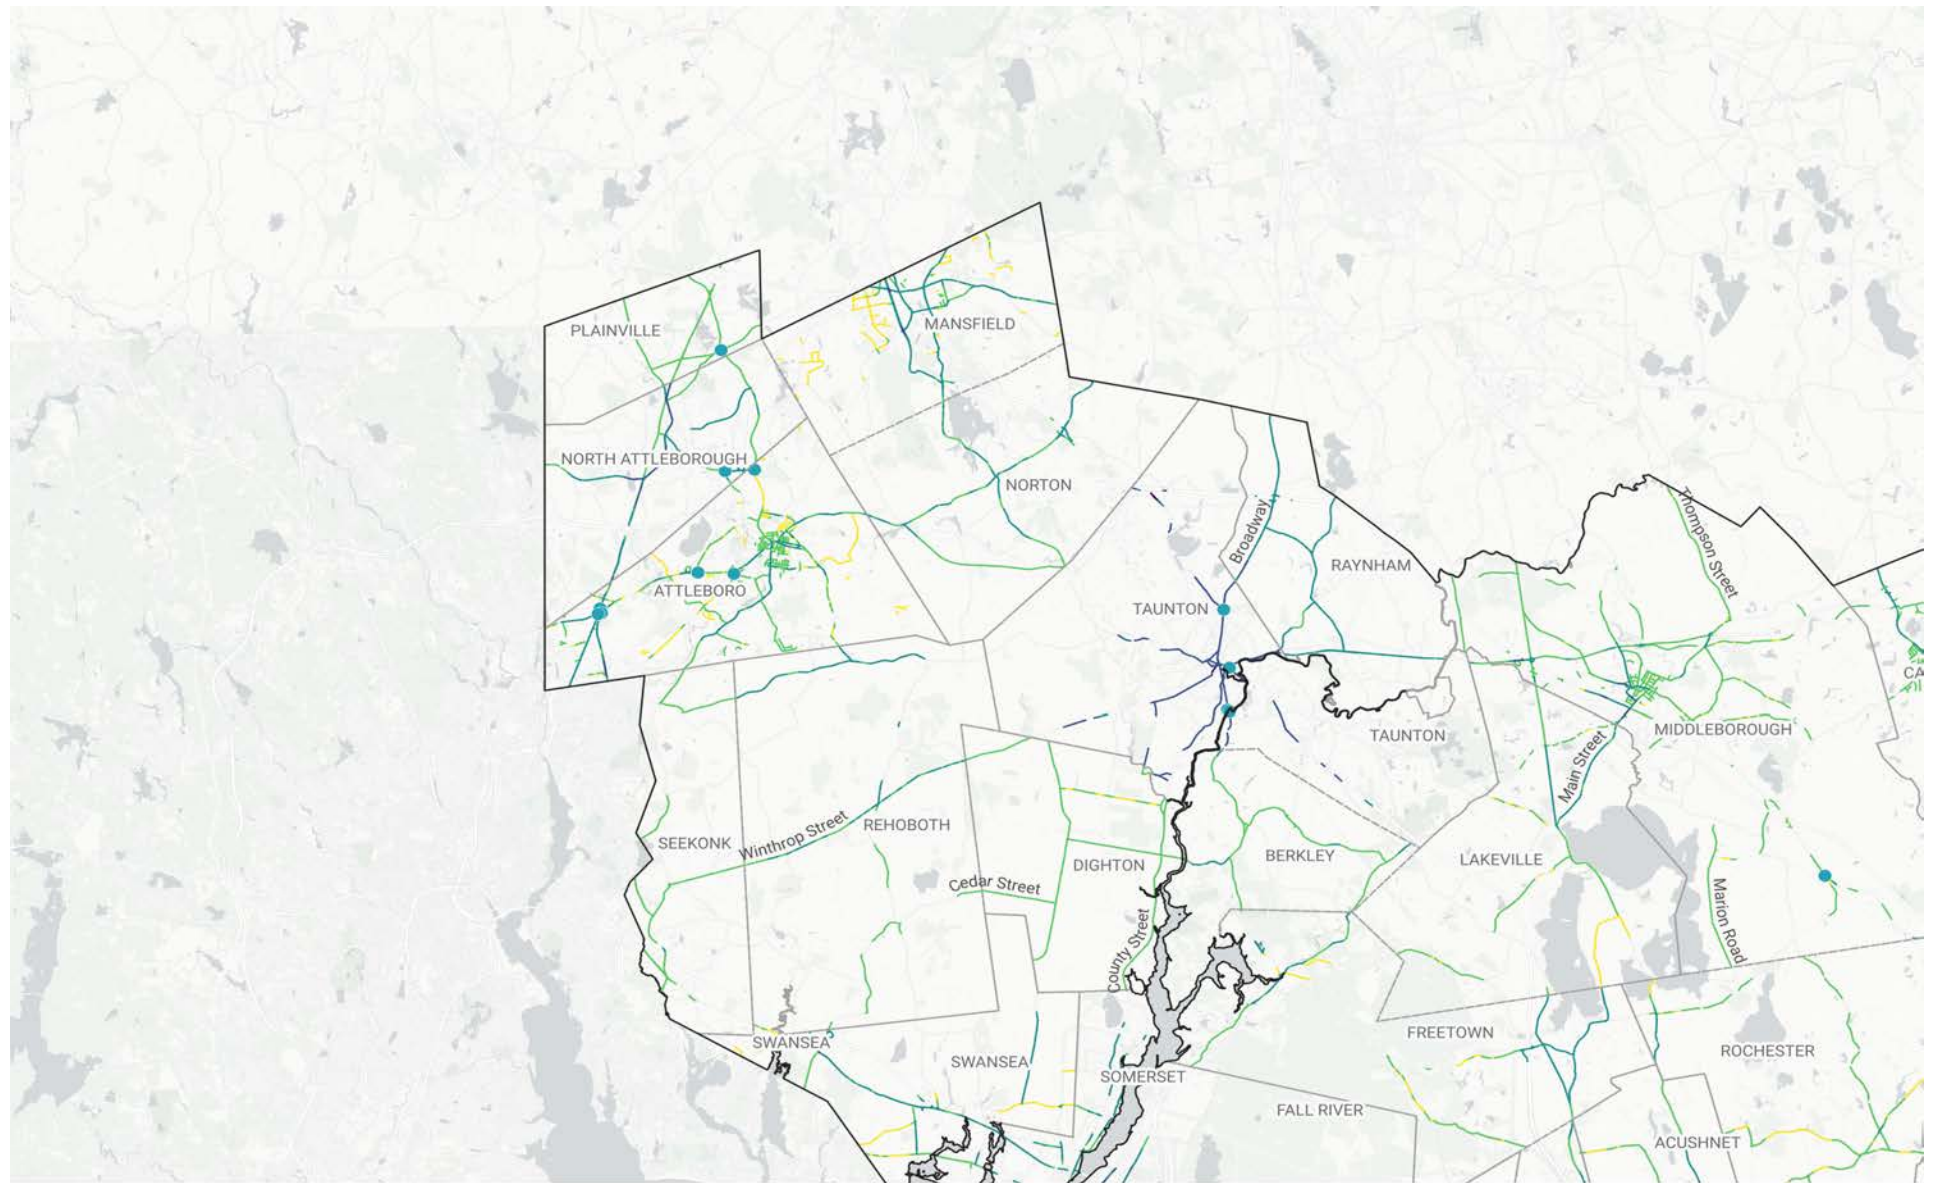 PLAINVILLE
MANSFIELD
NORTH ATTLEBOROUGH
NORTON
Thompson Street
Broadway
RAYNHAM
ATTLEBORO
TAUNTON
CA
MIDDLEBOROUGH
TAUNTON
Main Street
REHOBOTH
SEEKONK
Winthrop Street
BERKLEY
LAKEVILLE
DIGHTON
Cedar Street
Marion Road
County Street
FREETOWN
SWANSEA
ROCHESTER
SWANSEA
SOMERSET
FALL RIVER
ACUSHNET